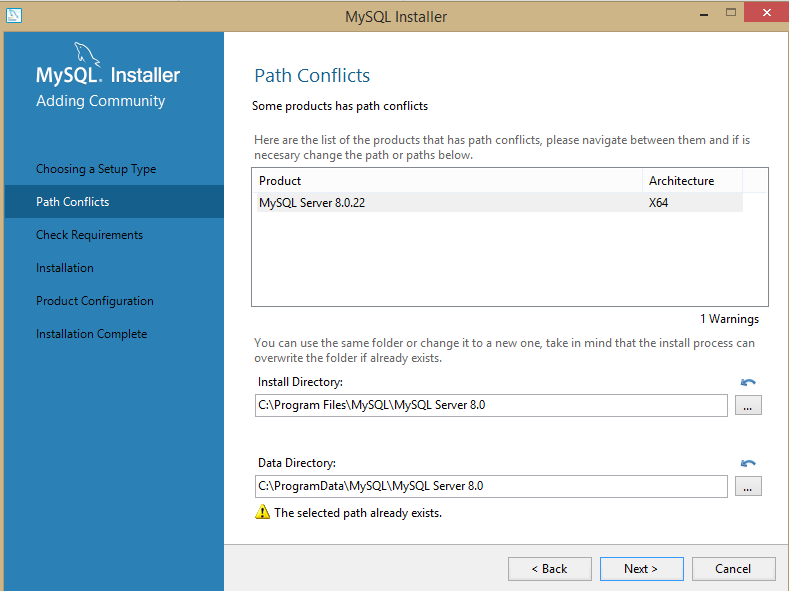 MySQL Installer
MySQL. Installer
Adding Community
Choosing a Setup Type
Path Conflicts
Check Requirements
Installation
Product Configuration
Installation Complete
Path Conflicts
Some products has path conflicts
Here are the list of the products that has path conflicts, please navigate between them and if is
necesary change the path or paths below.
Product Architecture
MySQL Server 8.0.22 X64
1 Warnings
You can use the same folder or change it to a new one, take in mind that the install process can
overwrite the folder if already exists.
Install Directory:
C:\Program Files\MySQL\MySQL Server 8.0
...
Data Directory:
C:\ProgramData\MySQL\MySQL Server 8.0
...
The selected path already exists.
< Back Next > Cancel